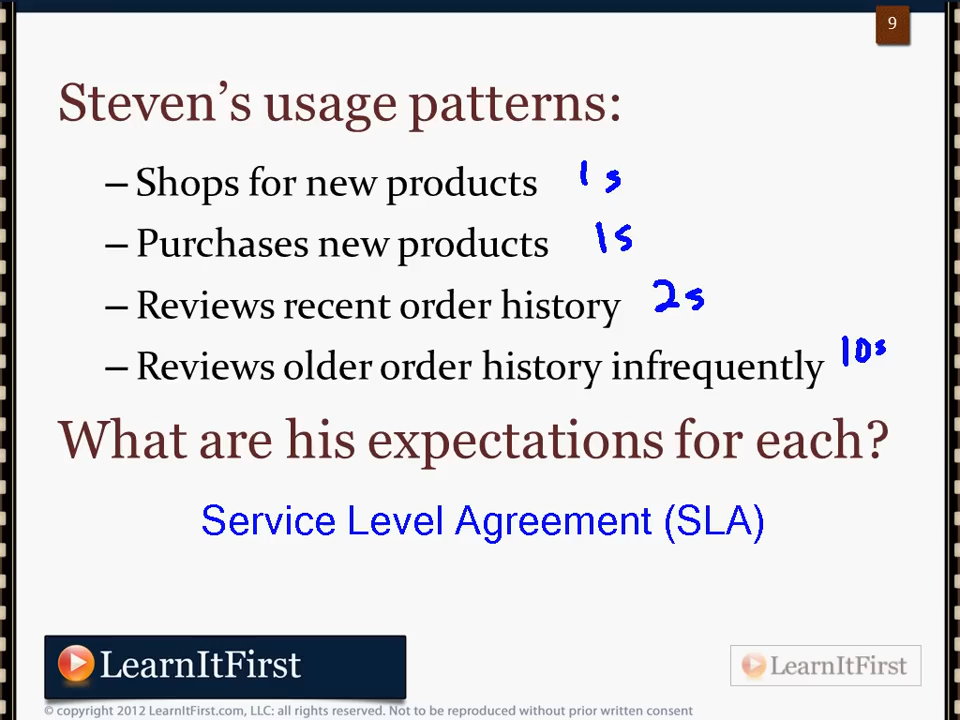 9
Steven's usage patterns:
– Shops for new products 1s
– Purchases new products 1s
– Reviews recent order history 2s
– Reviews older order history infrequently 10s
What are his expectations for each?
Service Level Agreement (SLA)
LearnItFirst
LearnItFirst
© copyright 2012 LearnItFirst.com, LLC: all rights reserved. Not to be reproduced without prior written consent